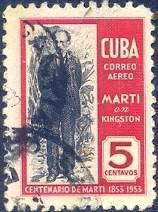 CUBA
CORREO
AEREO
MARTI
en
KINGSTON
5
CENTAVOS
CENTENARIO DE MARTI 1853 1953